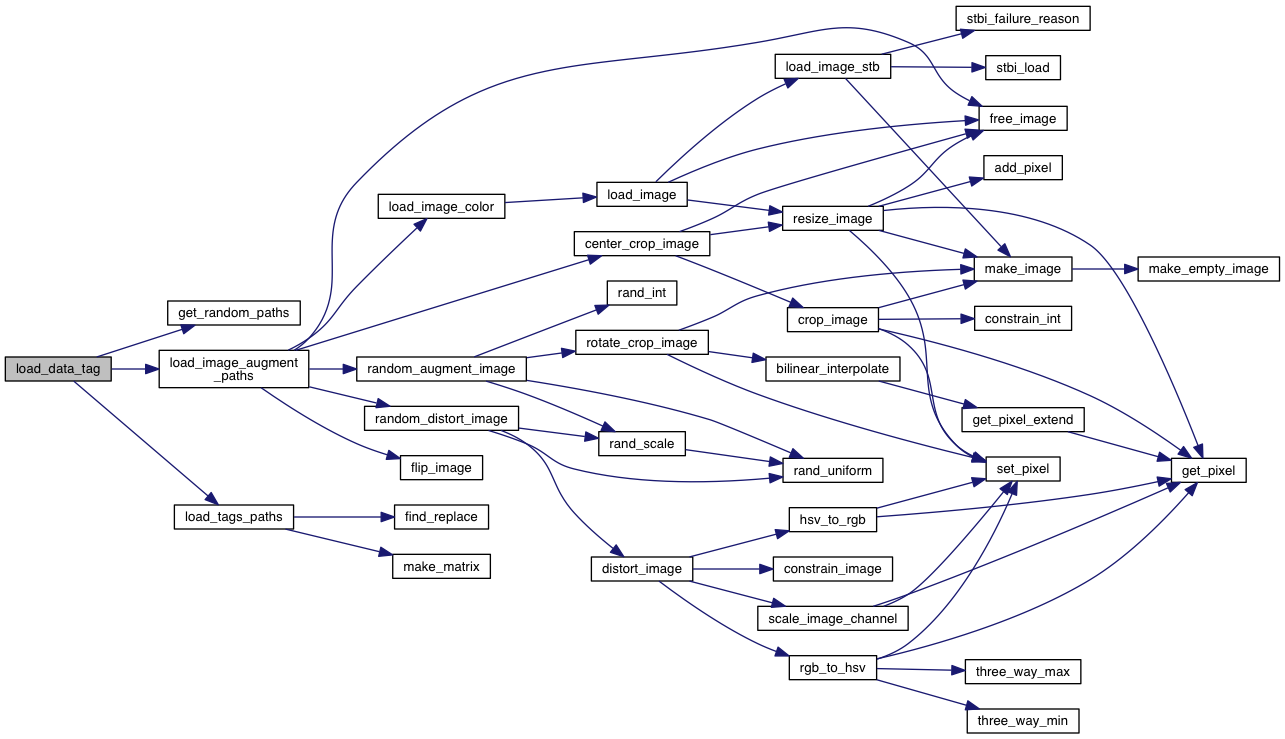 stbi_failure_reason
load_image_stb
stbi_load
free_image
add_pixel
load_image
load_image_color
resize_image
center_crop_image
make_image
make_empty_image
rand_int
get_random_paths
crop_image
constrain_int
rotate_crop_image
load_data_tag
load_image_augment
_paths
random_augment_image
bilinear_interpolate
random_distort_image
get_pixel_extend
rand_scale
flip_image
rand_uniform
set_pixel
get_pixel
load_tags_paths
find_replace
hsv_to_rgb
make_matrix
distort_image
constrain_image
scale_image_channel
rgb_to_hsv
three_way_max
three_way_min